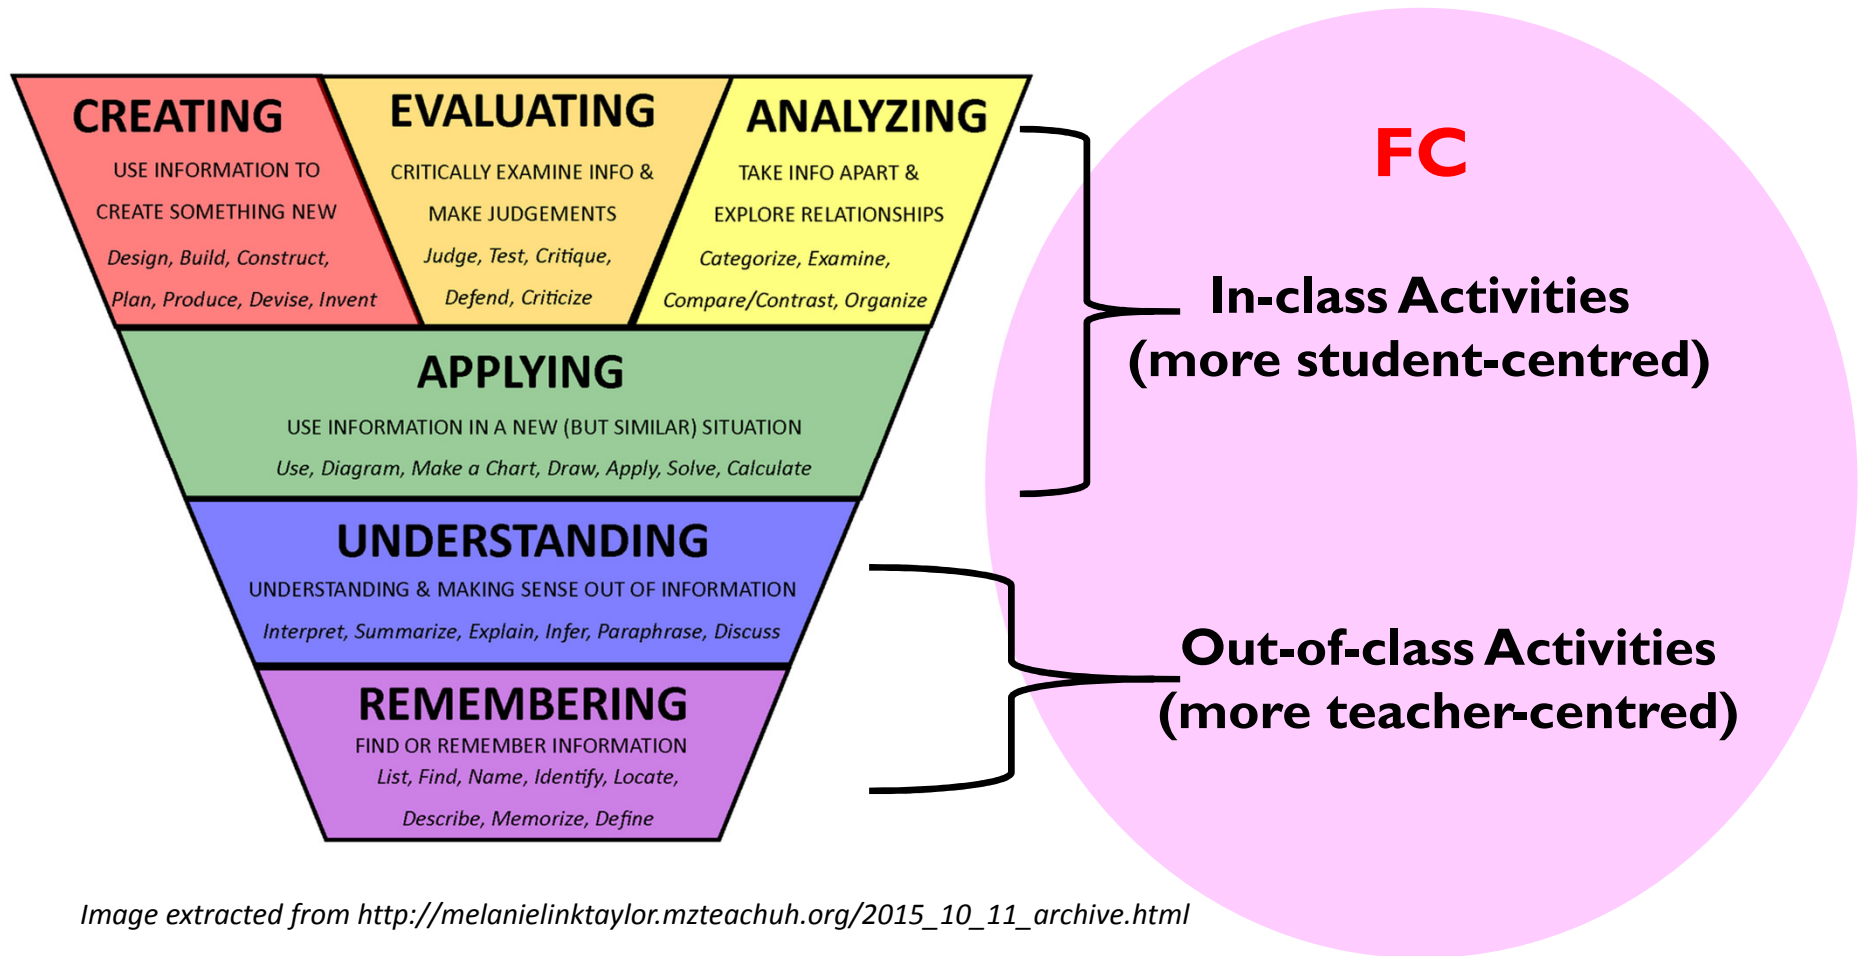 CREATING
USE INFORMATION TO
CREATE SOMETHING NEW
Design, Build, Construct,
Plan, Produce, Devise, Invent
EVALUATING
CRITICALLY EXAMINE INFO &
MAKE JUDGEMENTS
Judge, Test, Critique,
Defend, Criticize
ANALYZING
TAKE INFO APART &
EXPLORE RELATIONSHIPS
Categorize, Examine,
Compare/Contrast, Organize
APPLYING
USE INFORMATION IN A NEW (BUT SIMILAR) SITUATION
Use, Diagram, Make a Chart, Draw, Apply, Solve, Calculate
UNDERSTANDING
UNDERSTANDING & MAKING SENSE OUT OF INFORMATION
Interpret, Summarize, Explain, Infer, Paraphrase, Discuss
REMEMBERING
FIND OR REMEMBER INFORMATION
List, Find, Name, Identify, Locate,
Describe, Memorize, Define
FC
In-class Activities
(more student-centred)
Out-of-class Activities
(more teacher-centred)
Image extracted from http://melanielinktaylor.mzteachuh.org/2015_10_11_archive.html